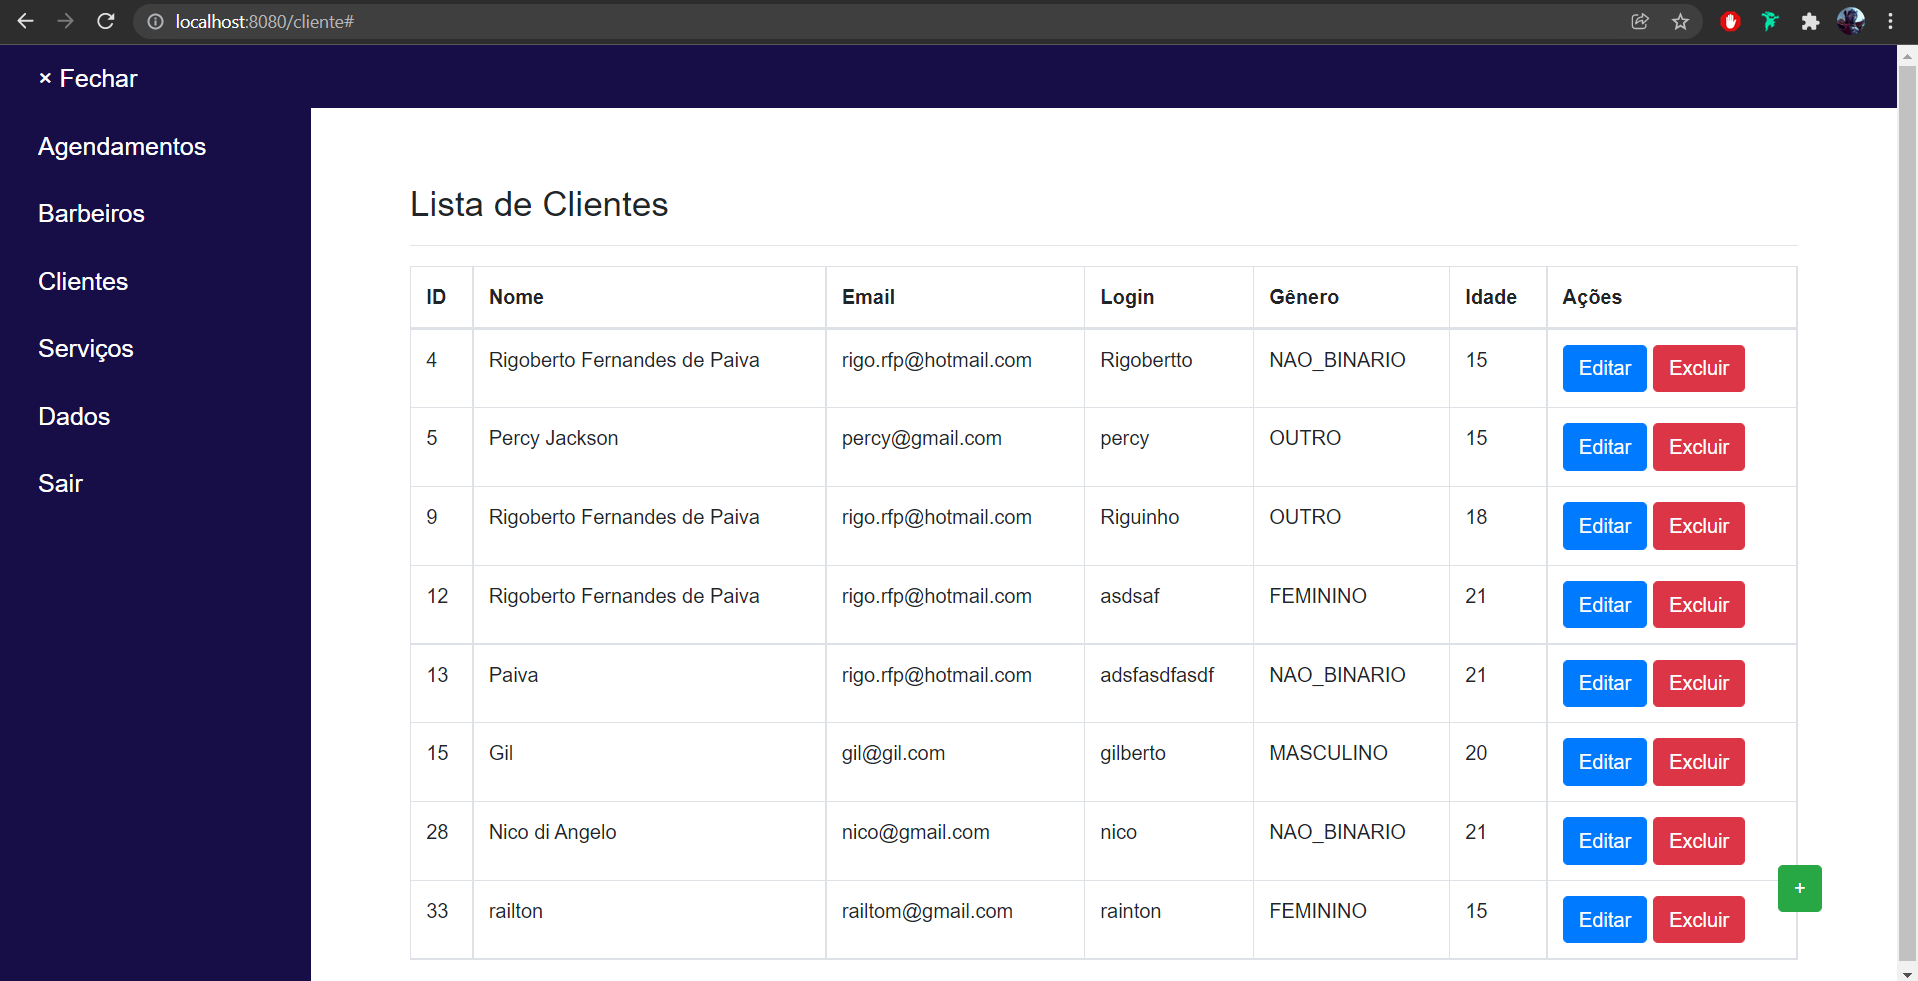 localhost:8080/cliente#
× Fechar
Agendamentos
Barbeiros
Clientes
Serviços
Dados
Sair
Lista de Clientes
ID Nome Email Login Gênero Idade Ações
4 Rigoberto Fernandes de Paiva rigo.rfp@hotmail.com Rigobertto NAO_BINARIO 15 Editar Excluir
5 Percy Jackson percy@gmail.com percy OUTRO 15 Editar Excluir
9 Rigoberto Fernandes de Paiva rigo.rfp@hotmail.com Riguinho OUTRO 18 Editar Excluir
12 Rigoberto Fernandes de Paiva rigo.rfp@hotmail.com asdsaf FEMININO 21 Editar Excluir
13 Paiva rigo.rfp@hotmail.com adsfasdfasdf NAO_BINARIO 21 Editar Excluir
15 Gil gil@gil.com gilberto MASCULINO 20 Editar Excluir
28 Nico di Angelo nico@gmail.com nico NAO_BINARIO 21 Editar Excluir
+
33 railton railtom@gmail.com rainton FEMININO 15 Editar Excluir